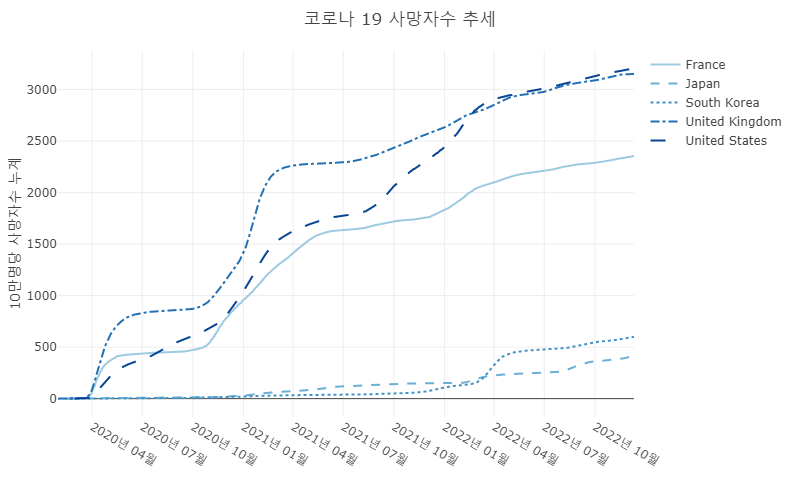 코로나 19 사망자수 추세
10만명당 사망자수 누계
3000
2500
2000
1500
1000
500
0
2020년 04월
2020년 07월
2020년 10월
2021년 01월
2021년 04월
2021년 07월
2021년 10월
2022년 01월
2022년 04월
2022년 07월
2022년 10월
France
Japan
South Korea
United Kingdom
United States